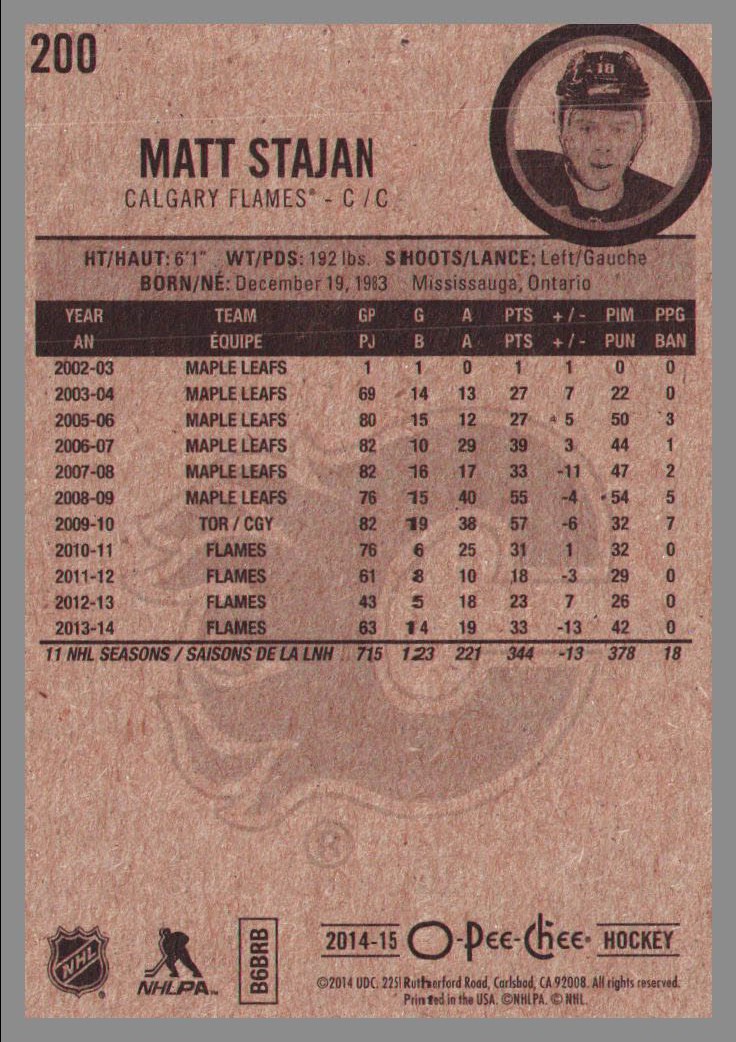 200
18
MATT STAJAN
CALGARY FLAMES® - C / C
HT/HAUT: 6'1" WT/PDS: 192 lbs. SHOOTS/LANCE: Left/Gauche
BORN/NÉ: December 19, 1983 Mississauga, Ontario
YEAR TEAM GP G A PTS + / - PIM PPG
AN ÉQUIPE PJ B A PTS + / - PUN BAN
2002-03 MAPLE LEAFS 1 1 0 1 1 0 0
2003-04 MAPLE LEAFS 69 14 13 27 7 22 0
2005-06 MAPLE LEAFS 80 15 12 27 5 50 3
2006-07 MAPLE LEAFS 82 10 29 39 3 44 1
2007-08 MAPLE LEAFS 82 16 17 33 -11 47 2
2008-09 MAPLE LEAFS 76 15 40 55 -4 54 5
2009-10 TOR / CGY 82 19 38 57 -6 32 7
2010-11 FLAMES 76 6 25 31 1 32 0
2011-12 FLAMES 61 8 10 18 -3 29 0
2012-13 FLAMES 43 5 18 23 7 26 0
2013-14 FLAMES 63 14 19 33 -13 42 0
11 NHL SEASONS / SAISONS DE LA LNH 715 123 221 344 -13 378 18
®
NHL ®
NHLPA™
B6BRB
2014-15 O-Pee-Chee® HOCKEY
©2014 UDC. 2251 Rutherford Road, Carlsbad, CA 92008. All rights reserved.
Printed in the USA. ©NHLPA. © NHL.